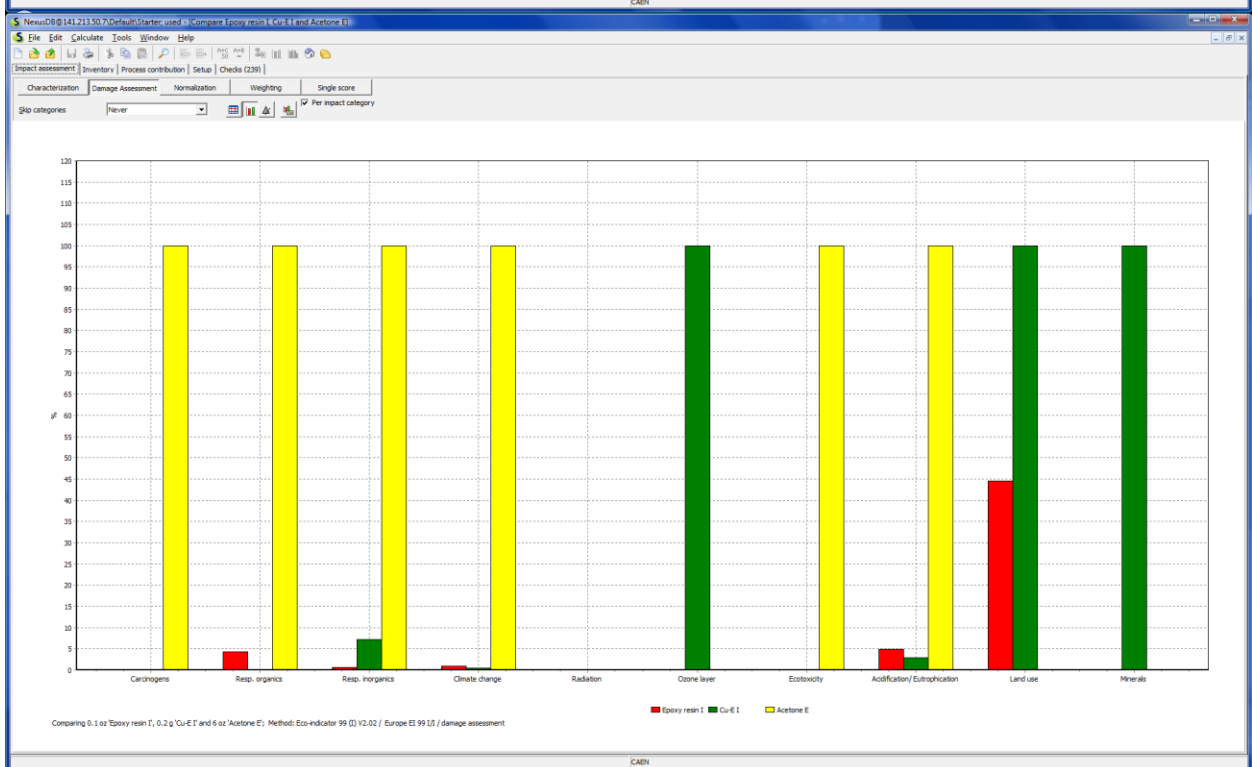 CAEN
NexusDB@141.213.50.7\Default\Starter; used - [Compare Epoxy resin I, Cu-E I and Acetone E]
File Edit Calculate Tools Window Help
Impact assessment Inventory Process contribution Setup Checks (239)
Characterization Damage Assessment Normalization Weighting Single score
Skip categories Never Per impact category
120
115
110
105
100
95
90
85
80
75
70
65
% 60
55
50
45
40
35
30
25
20
15
10
5
0
Carcinogens Resp. organics Resp. inorganics Climate change Radiation Ozone layer Ecotoxicity Acidification/ Eutrophication Land use Minerals
Epoxy resin I Cu-E I Acetone E
Comparing 0.1 oz 'Epoxy resin I', 0.2 g 'Cu-E I' and 6 oz 'Acetone E'; Method: Eco-indicator 99 (I) V2.02 / Europe EI 99 I/I / damage assessment
CAEN